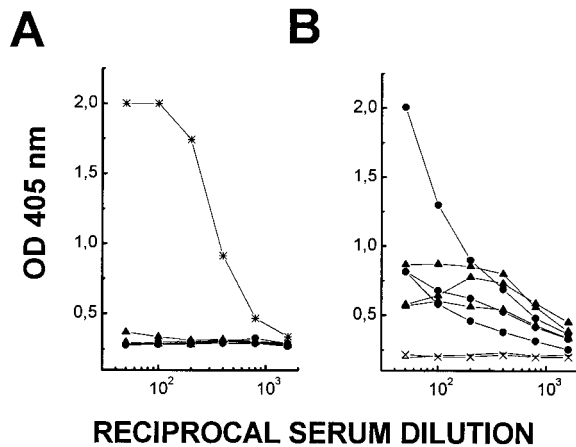 A B
2,0 2,0
1,5 1,5
1,0 1,0
0,5 0,5
OD 405 nm
10² 10³ 10² 10³
RECIPROCAL SERUM DILUTION